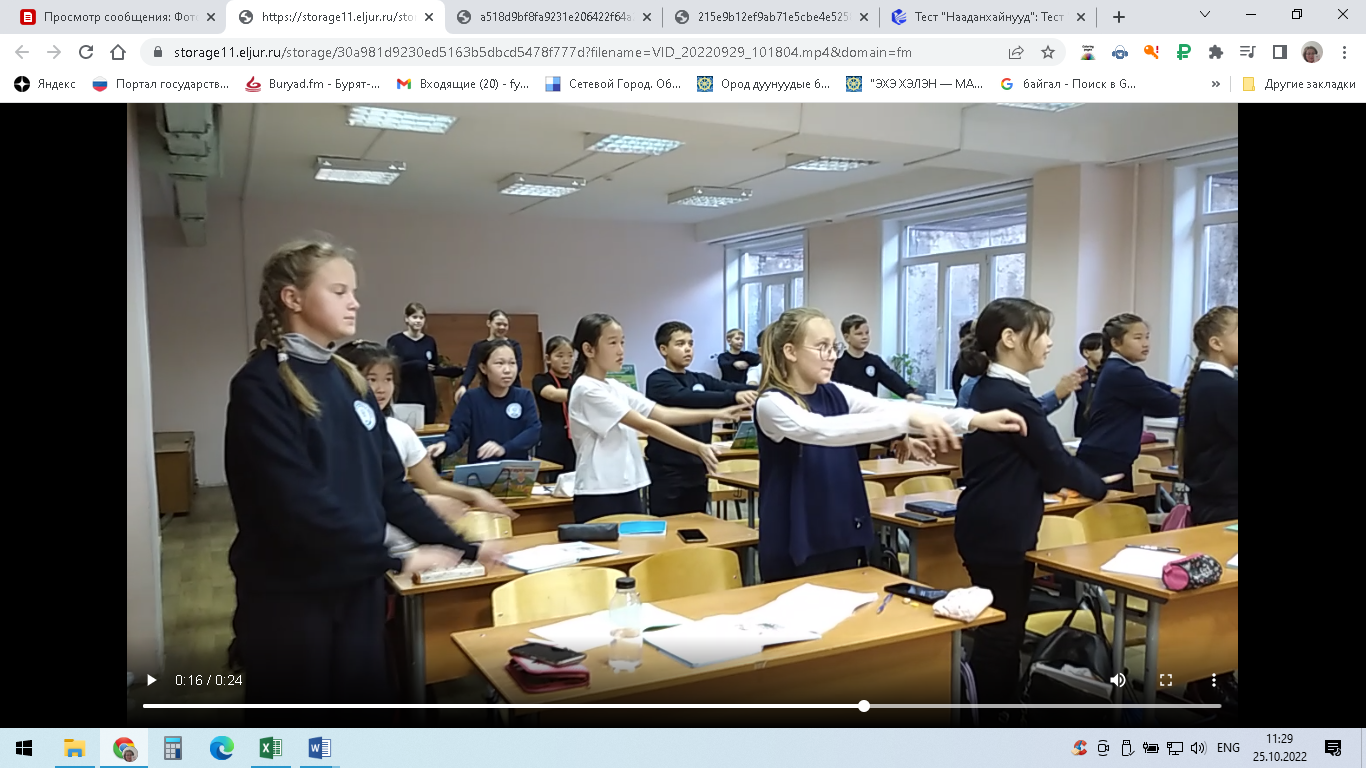 Просмотр сообщения: Фот
https://storage11.eljur.ru/sto
a518d9bf8fa9231e206422f64a
Тест "Нааданхайнууд": Тест
storage11.eljur.ru/storage/30a981d9230ed5163b5dbcd5478f777d?filename=VID_20220929_101804.mp4&domain=fm
Яндекс
Портал государств...
Buryad.fm - Бурят-...
Входящие (20) - fy...
Сетевой Город. Об...
Ород дуунуудые б...
"ЭХЭ ХЭЛЭН — МА...
байгал - Поиск в G...
»
Другие закладки
0:16 / 0:24
ENG
11:29
25.10.2022